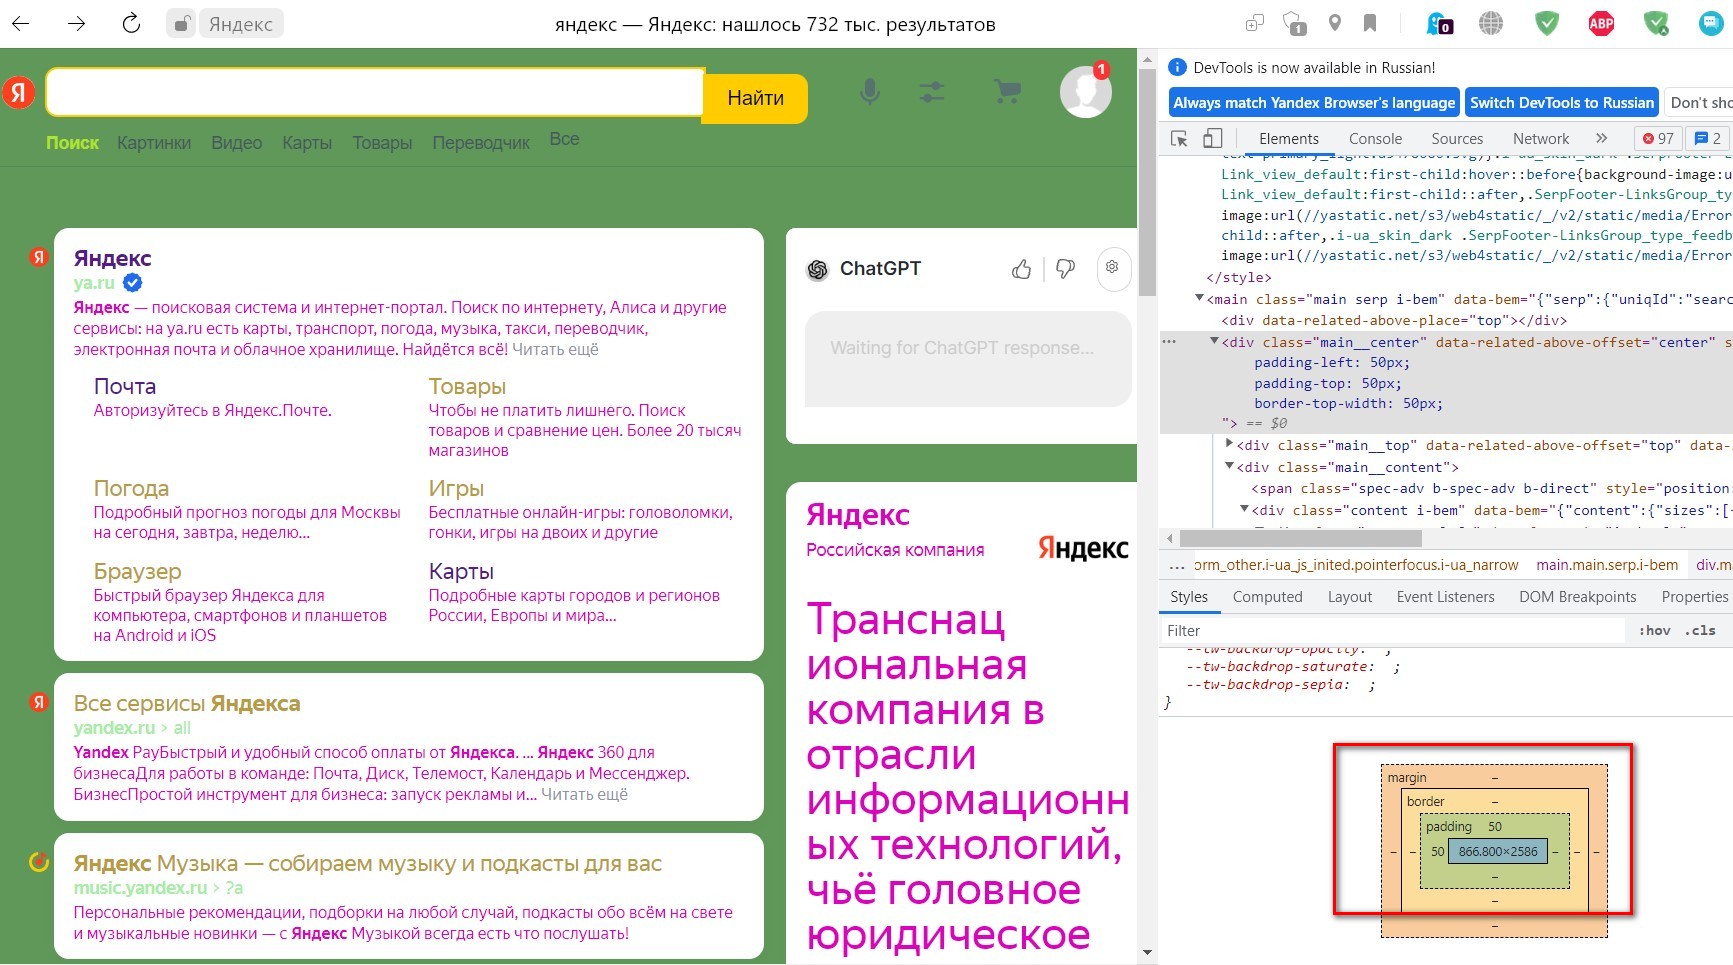 Яндекс
яндекс — Яндекс: нашлось 732 тыс. результатов
1
0
ABP
Я
Найти
1
Поиск Картинки Видео Карты Товары Переводчик Все
Я
Яндекс
ya.ru
Яндекс — поисковая система и интернет-портал. Поиск по интернету, Алиса и другие
сервисы: на ya.ru есть карты, транспорт, погода, музыка, такси, переводчик,
электронная почта и облачное хранилище. Найдётся всё! Читать ещё
Почта
Авторизуйтесь в Яндекс.Почте.
Товары
Чтобы не платить лишнего. Поиск
товаров и сравнение цен. Более 20 тысяч
магазинов
Погода
Подробный прогноз погоды для Москвы
на сегодня, завтра, неделю...
Игры
Бесплатные онлайн-игры: головоломки,
гонки, игры на двоих и другие
Браузер
Быстрый браузер Яндекса для
компьютера, смартфонов и планшетов
на Android и iOS
Карты
Подробные карты городов и регионов
России, Европы и мира...
Я
Все сервисы Яндекса
yandex.ru › all
Yandex PayБыстрый и удобный способ оплаты от Яндекса. ... Яндекс 360 для
бизнесаДля работы в команде: Почта, Диск, Телемост, Календарь и Мессенджер.
БизнесПростой инструмент для бизнеса: запуск рекламы и... Читать ещё
Яндекс Музыка — собираем музыку и подкасты для вас
music.yandex.ru › ?a
Персональные рекомендации, подборки на любой случай, подкасты обо всём на свете
и музыкальные новинки — с Яндекс Музыкой всегда есть что послушать!
ChatGPT
Waiting for ChatGPT response...
Яндекс
Российская компания
Яндекс
Транснац
иональная
компания в
отрасли
информационн
ых технологий,
чьё головное
юридическое
DevTools is now available in Russian!
Always match Yandex Browser's language Switch DevTools to Russian Don't sho
Elements Console Sources Network » 97 2
Link_view_default:first-child:hover::before{background-image:u
Link_view_default:first-child::after,.SerpFooter-LinksGroup_ty
image:url(//yastatic.net/s3/web4static/_/v2/static/media/Error
child::after,.i-ua_skin_dark .SerpFooter-LinksGroup_type_feedb
image:url(//yastatic.net/s3/web4static/_/v2/static/media/Error
</style>
<main class="main serp i-bem" data-bem="{"serp":{"uniqId":"searc
<div data-related-above-place="top"></div>
<div class="main__center" data-related-above-offset="center" s
padding-left: 50px;
padding-top: 50px;
border-top-width: 50px;
"> == $0
<div class="main__top" data-related-above-offset="top" data-
<div class="main__content">
<span class="spec-adv b-spec-adv b-direct" style="position
<div class="content i-bem" data-bem="{"content":{"sizes":[
... orm_other.i-ua_js_inited.pointerfocus.i-ua_narrow main.main.serp.i-bem div.m
Styles Computed Layout Event Listeners DOM Breakpoints Properties
Filter :hov .cls
--tw-backdrop-opacity: ;
--tw-backdrop-saturate: ;
--tw-backdrop-sepia: ;
}
margin –
border –
padding 50
– – 50 866.800×2586 – – –
–
–
–